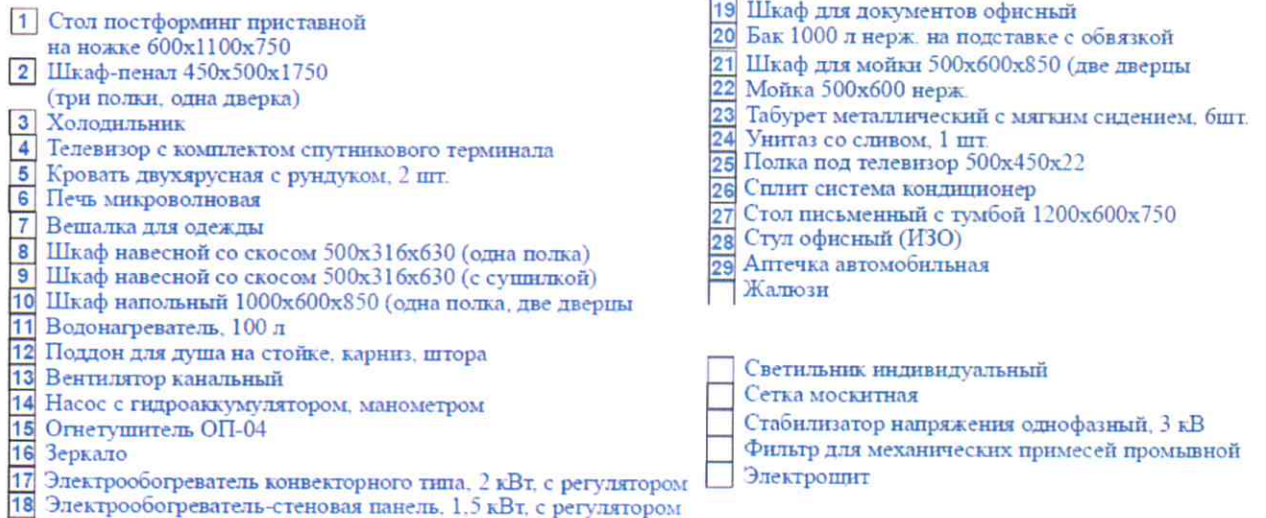 1 Стол постформинг приставной
на ножке 600х1100х750
2 Шкаф-пенал 450х500х1750
(три полки, одна дверка)
3 Холодильник
4 Телевизор с комплектом спутникового терминала
5 Кровать двухярусная с рундуком, 2 шт.
6 Печь микроволновая
7 Вешалка для одежды
8 Шкаф навесной со скосом 500х316х630 (одна полка)
9 Шкаф навесной со скосом 500х316х630 (с сушилкой)
10 Шкаф напольный 1000х600х850 (одна полка, две дверцы
11 Водонагреватель, 100 л
12 Поддон для душа на стойке, карниз, штора
13 Вентилятор канальный
14 Насос с гидроаккумулятором, манометром
15 Огнетушитель ОП-04
16 Зеркало
17 Электрообогреватель конвекторного типа, 2 кВт, с регулятором
18 Электрообогреватель-стеновая панель, 1,5 кВт, с регулятором
19 Шкаф для документов офисный
20 Бак 1000 л нерж. на подставке с обвязкой
21 Шкаф для мойки 500х600х850 (две дверцы
22 Мойка 500х600 нерж.
23 Табурет металлический с мягким сидением, 6шт.
24 Унитаз со сливом, 1 шт.
25 Полка под телевизор 500х450х22
26 Сплит система кондиционер
27 Стол письменный с тумбой 1200х600х750
28 Стул офисный (ИЗО)
29 Аптечка автомобильная
Жалюзи
Светильник индивидуальный
Сетка москитная
Стабилизатор напряжения однофазный, 3 кВ
Фильтр для механических примесей промывной
Электрощит